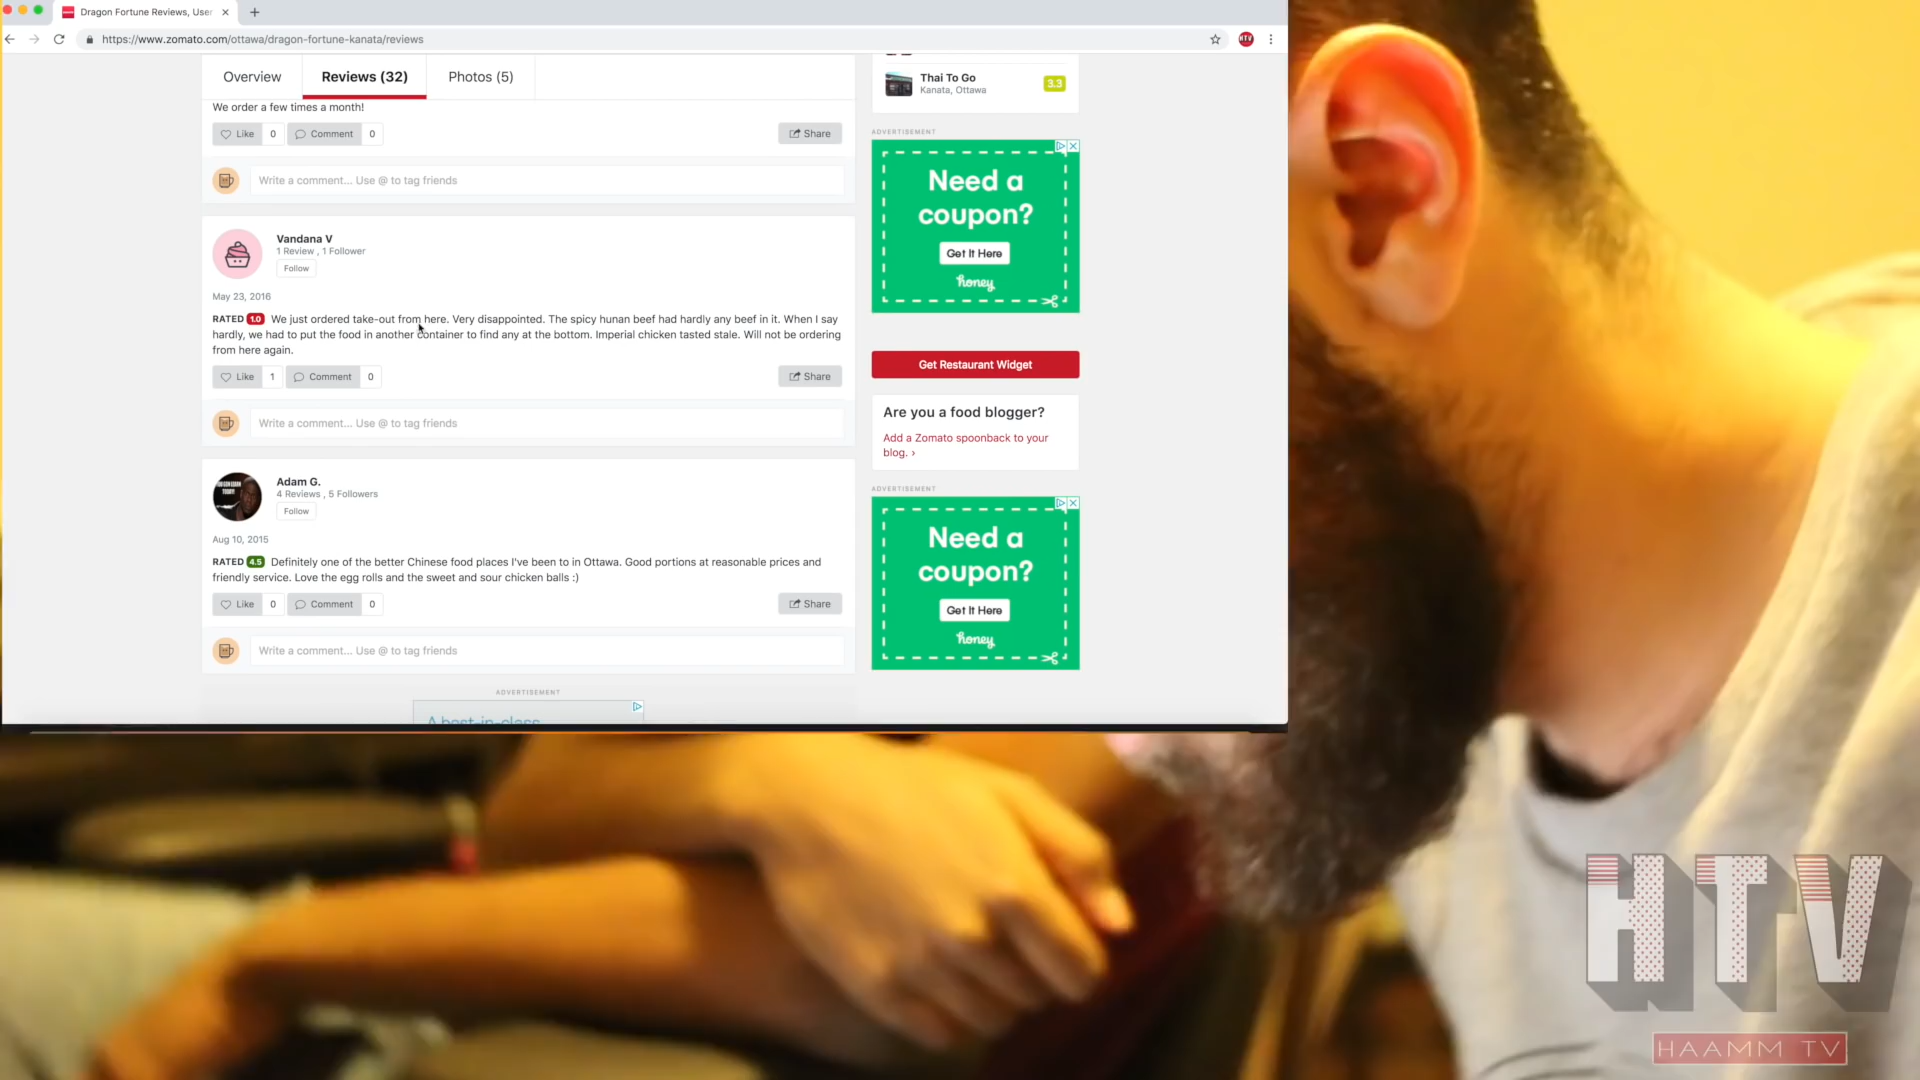 Dragon Fortune Reviews, User
https://www.zomato.com/ottawa/dragon-fortune-kanata/reviews
HTV
Overview
Reviews (32)
Photos (5)
We order a few times a month!
Like 0 Comment 0 Share
Write a comment... Use @ to tag friends
Vandana V
1 Review , 1 Follower
Follow
May 23, 2016
RATED 1.0 We just ordered take-out from here. Very disappointed. The spicy hunan beef had hardly any beef in it. When I say
hardly, we had to put the food in another container to find any at the bottom. Imperial chicken tasted stale. Will not be ordering
from here again.
Like 1 Comment 0 Share
Write a comment... Use @ to tag friends
Adam G.
4 Reviews , 5 Followers
Follow
Aug 10, 2015
RATED 4.5 Definitely one of the better Chinese food places I've been to in Ottawa. Good portions at reasonable prices and
friendly service. Love the egg rolls and the sweet and sour chicken balls :)
Like 0 Comment 0 Share
Write a comment... Use @ to tag friends
ADVERTISEMENT
A best-in-class
Thai To Go 3.3
Kanata, Ottawa
ADVERTISEMENT
Need a
coupon?
Get It Here
honey
Get Restaurant Widget
Are you a food blogger?
Add a Zomato spoonback to your
blog. ›
ADVERTISEMENT
Need a
coupon?
Get It Here
honey
HTV
HAAMM TV